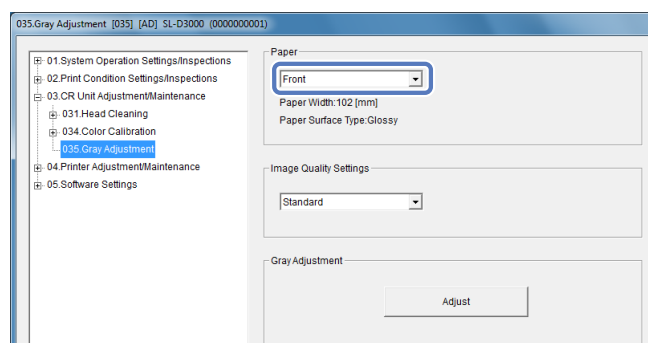 035.Gray Adjustment [035] [AD] SL-D3000 (0000000001)
01.System Operation Settings/Inspections
02.Print Condition Settings/Inspections
03.CR Unit Adjustment/Maintenance
031.Head Cleaning
034.Color Calibration
035.Gray Adjustment
04.Printer Adjustment/Maintenance
05.Software Settings
Paper
Front
Paper Width:102 [mm]
Paper Surface Type:Glossy
Image Quality Settings
Standard
Gray Adjustment
Adjust